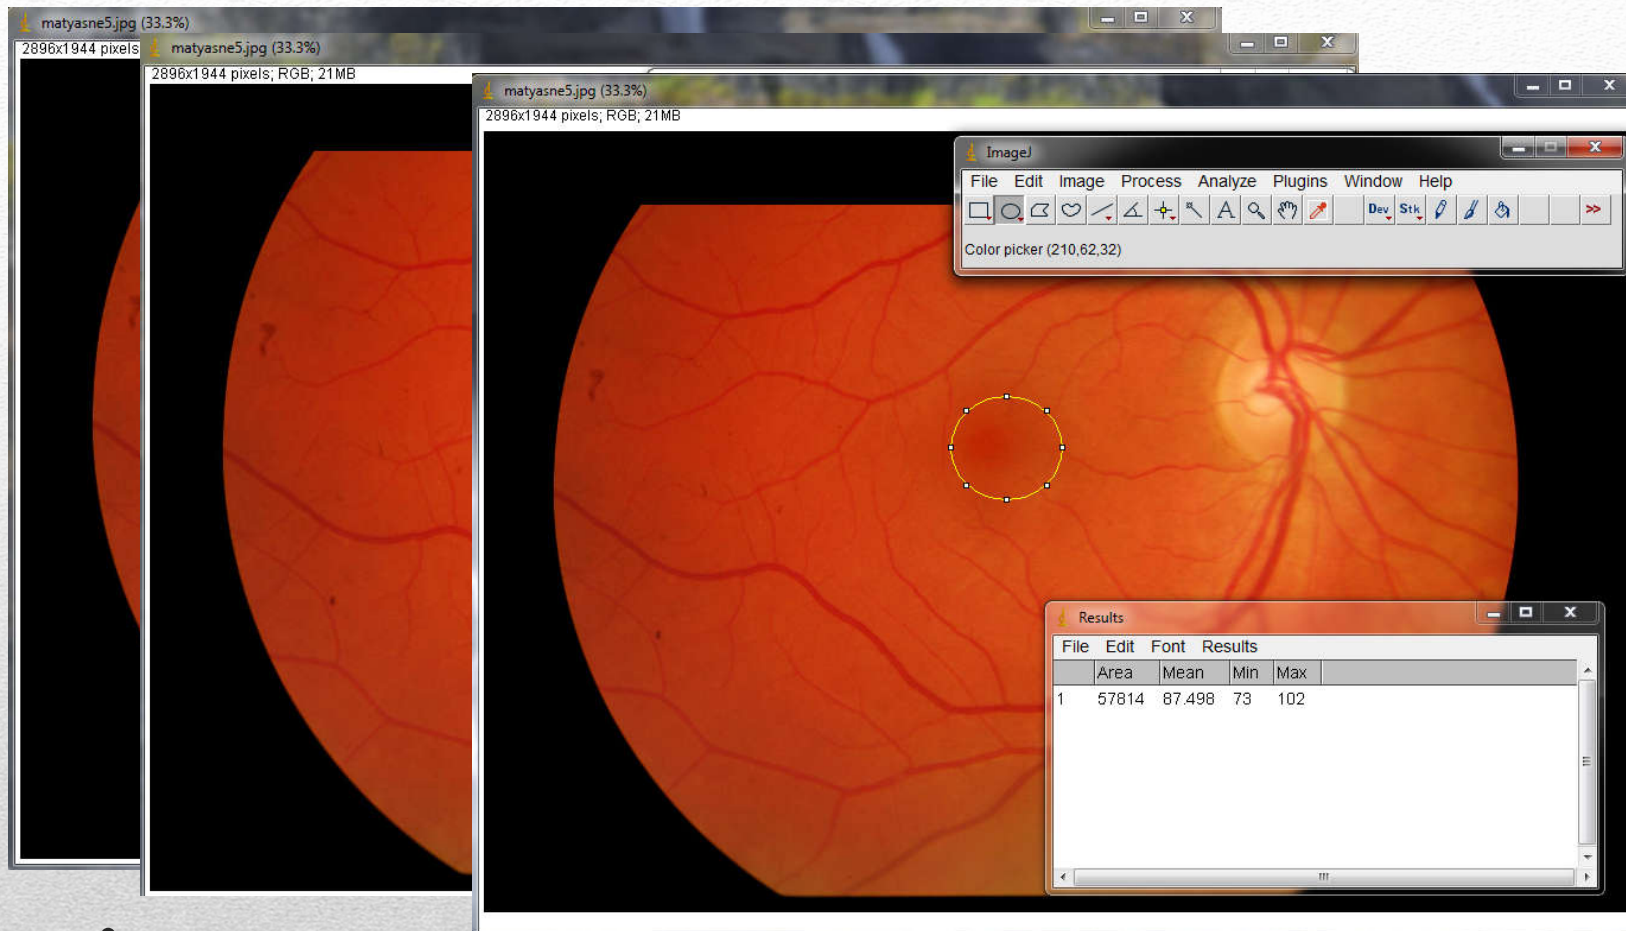 matyasne5.jpg (33.3%)
2896x1944 pixels
matyasne5.jpg (33.3%)
2896x1944 pixels; RGB; 21MB
matyasne5.jpg (33.3%)
2896x1944 pixels; RGB; 21MB
ImageJ
File Edit Image Process Analyze Plugins Window Help
A Dev Stk >>
Color picker (210,62,32)
Results
File Edit Font Results
Area Mean Min Max
1 57814 87.498 73 102